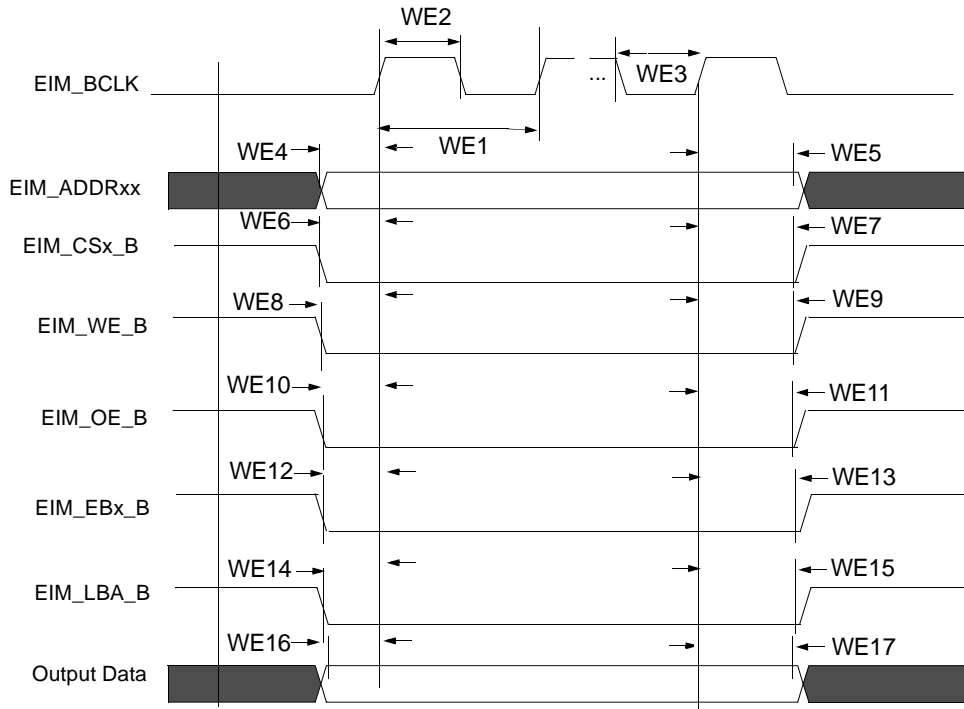 WE2
EIM_BCLK
...
WE3
WE1
WE4
WE5
EIM_ADDRxx
WE6
WE7
EIM_CSx_B
WE8
WE9
EIM_WE_B
WE10
WE11
EIM_OE_B
WE12
WE13
EIM_EBx_B
WE14
WE15
EIM_LBA_B
WE16
WE17
Output Data